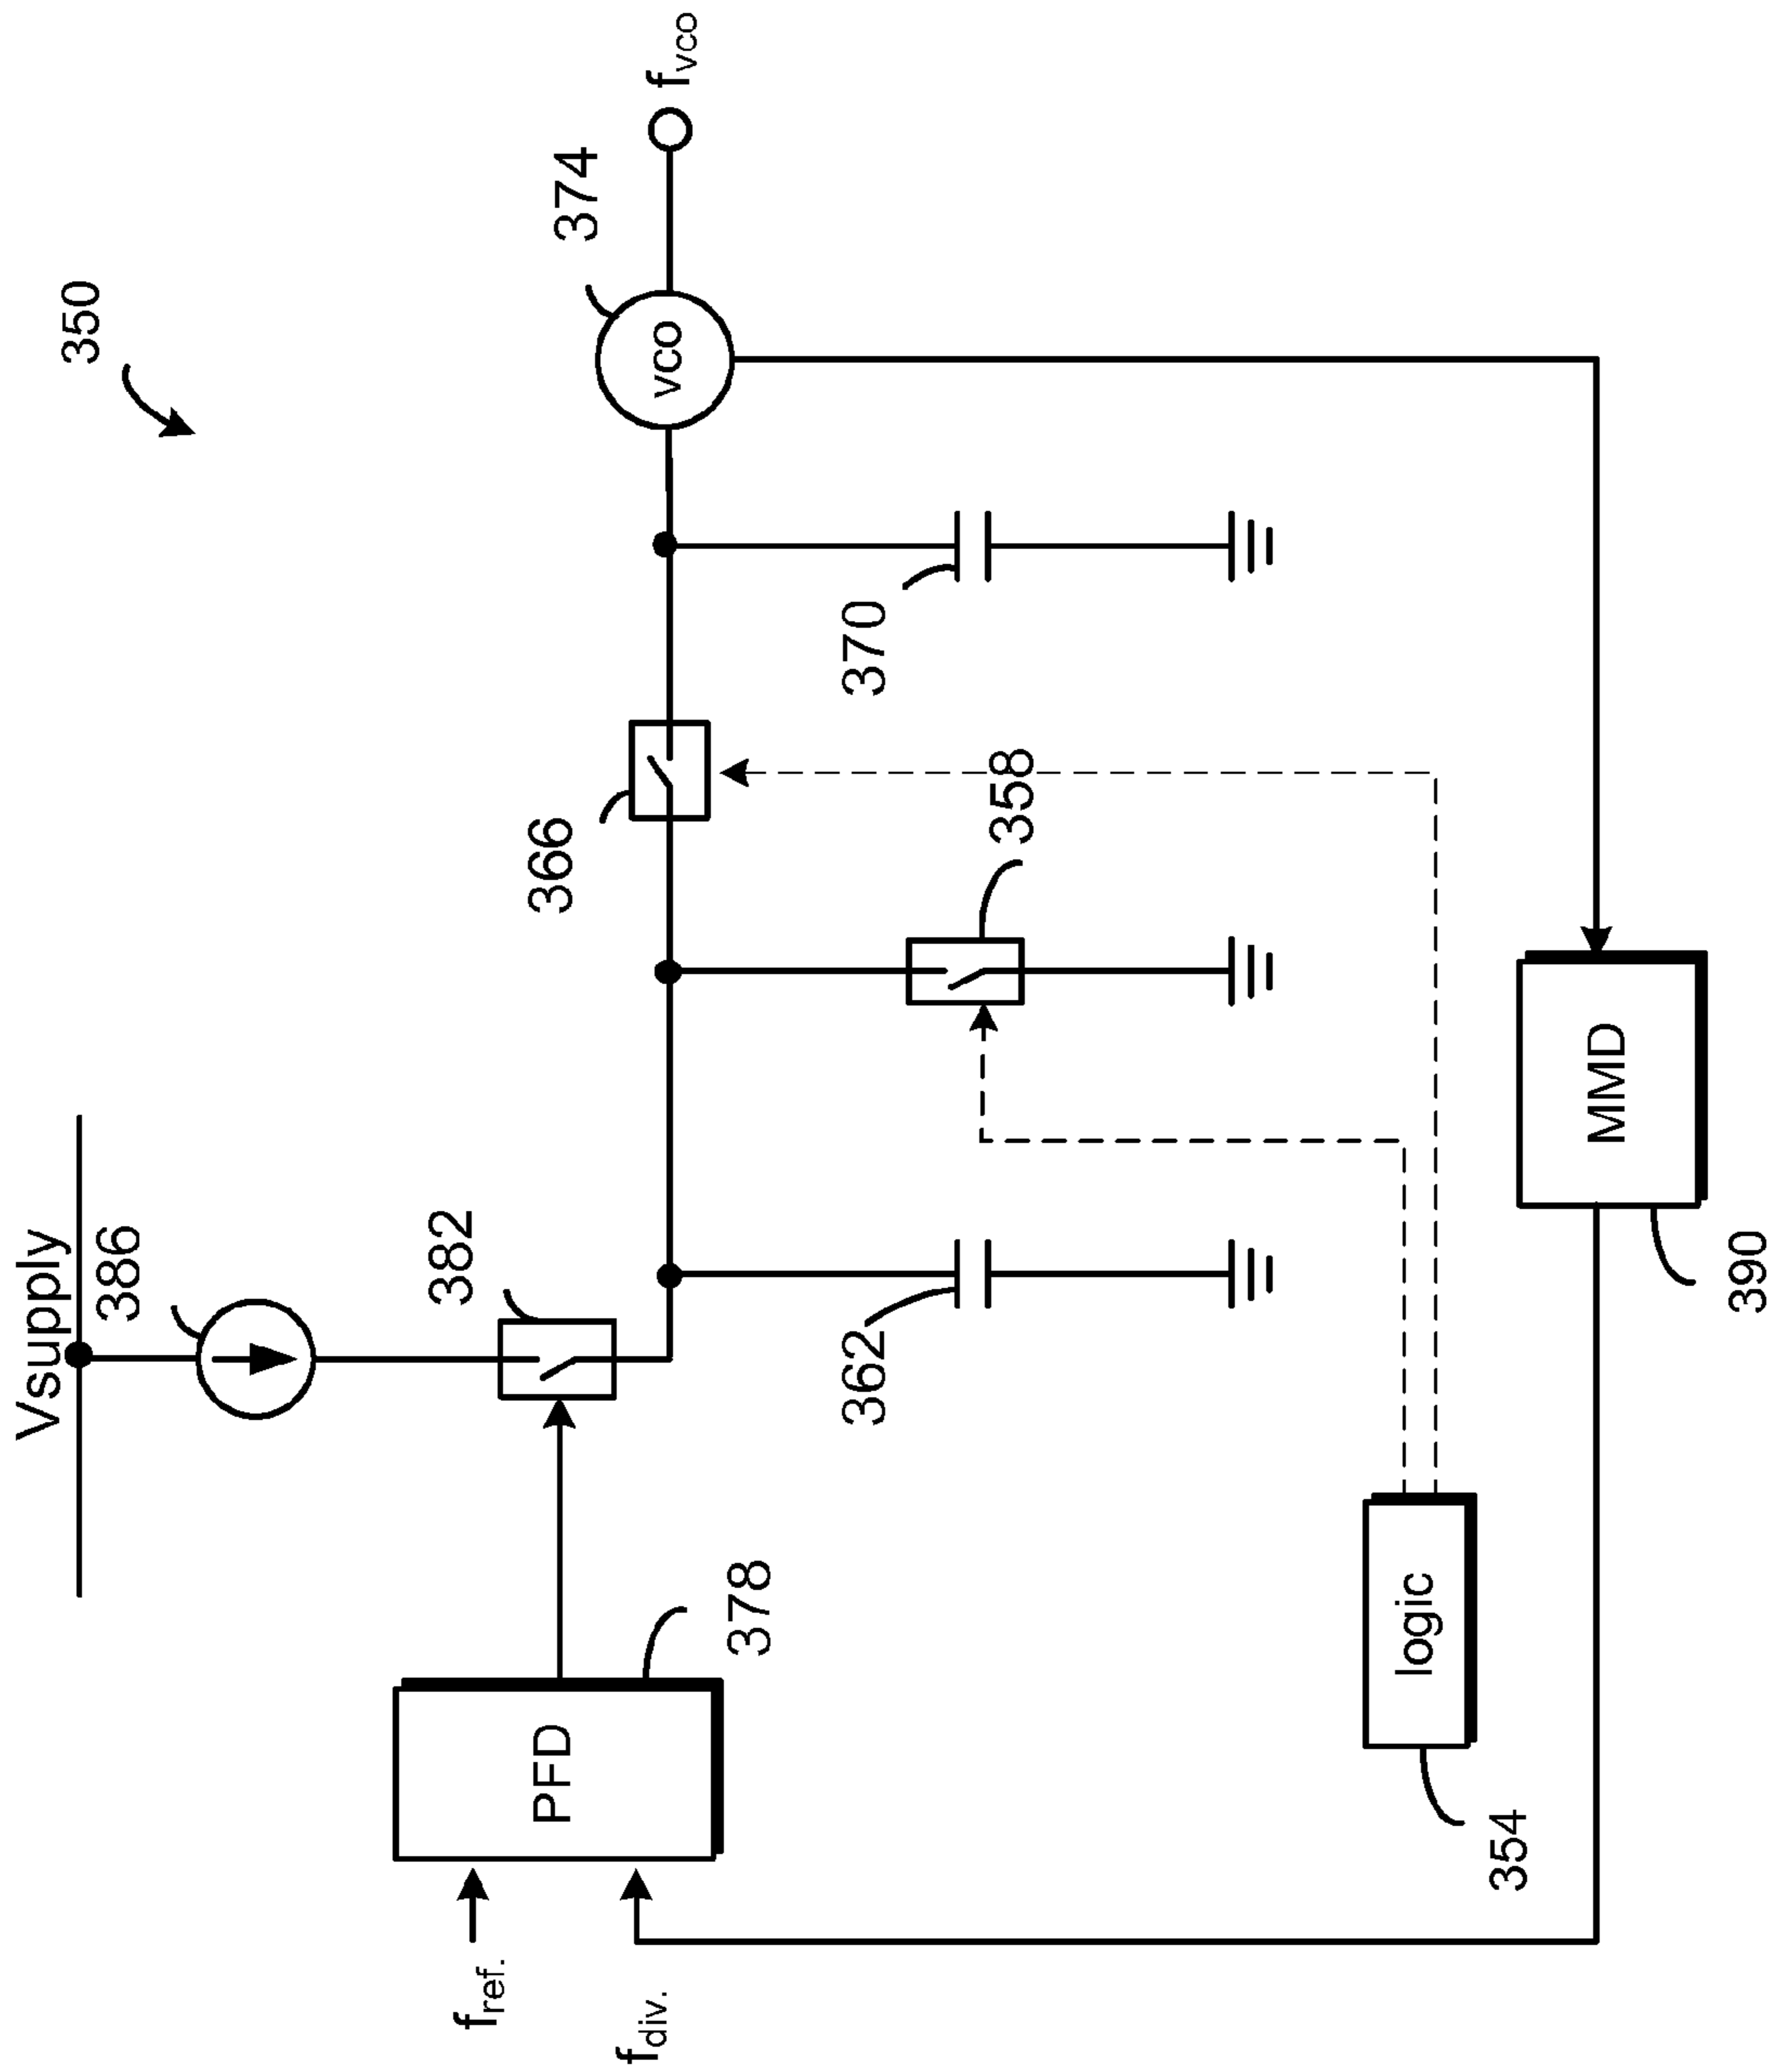 350
Vsupply
386
382
366
374
vco
fvco
fref.
fdiv.
PFD
378
362
358
370
logic
354
MMD
390